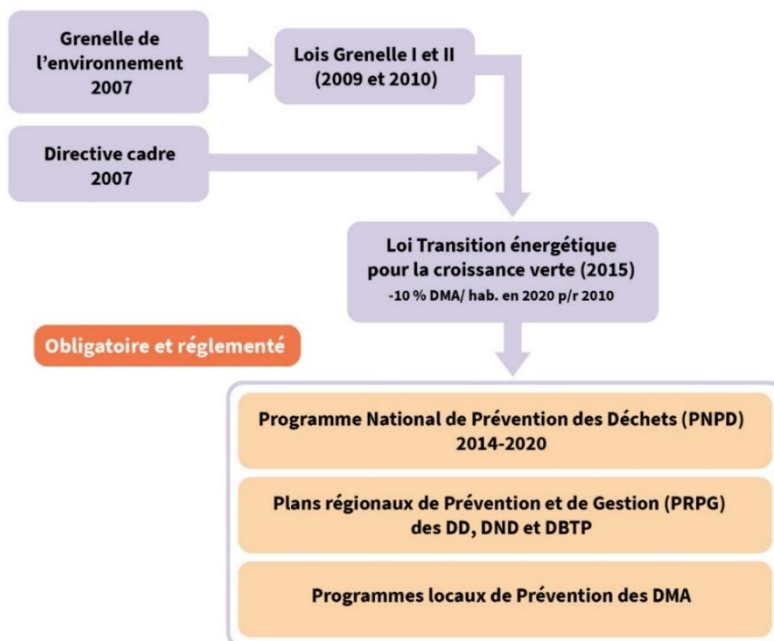 Grenelle de
l'environnement
2007
Lois Grenelle I et II
(2009 et 2010)
Directive cadre
2007
Loi Transition énergétique
pour la croissance verte (2015)
-10 % DMA/ hab. en 2020 p/r 2010
Obligatoire et réglementé
Programme National de Prévention des Déchets (PNPD)
2014-2020
Plans régionaux de Prévention et de Gestion (PRPG)
des DD, DND et DBTP
Programmes locaux de Prévention des DMA